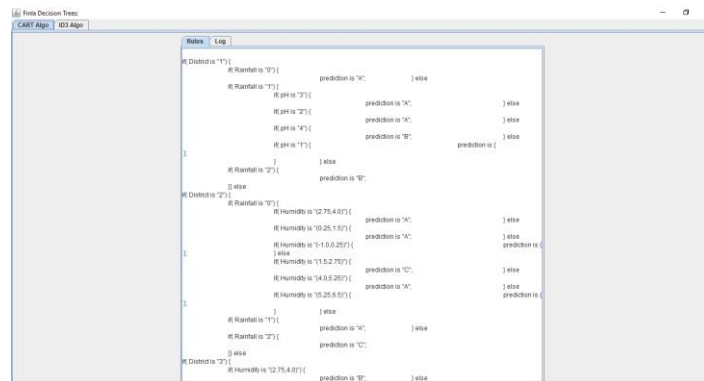 Finla Decision Trees:
CART Algo ID3 Algo
Rules Log
if( District is "1") {
if( Rainfall is "0") {
prediction is "A"; } else
if( Rainfall is "1") {
if( pH is "3") {
prediction is "A"; } else
if( pH is "2") {
prediction is "A"; } else
if( pH is "4") {
prediction is "B"; } else
if( pH is "1") { prediction is {
};
} } else
if( Rainfall is "2") {
prediction is "B";
}} else
if( District is "2") {
if( Rainfall is "0") {
if( Humidity is "(2.75,4.0)") {
prediction is "A"; } else
if( Humidity is "(0.25,1.5)") {
prediction is "A"; } else
if( Humidity is "(-1.0,0.25)") { prediction is {
}; } else
if( Humidity is "(1.5,2.75)") {
prediction is "C"; } else
if( Humidity is "(4.0,5.25)") {
prediction is "A"; } else
if( Humidity is "(5.25,6.5)") { prediction is {
};
} } else
if( Rainfall is "1") {
prediction is "A"; } else
if( Rainfall is "2") {
prediction is "C";
}} else
if( District is "3") {
if( Humidity is "(2.75,4.0)") {
prediction is "B"; } else